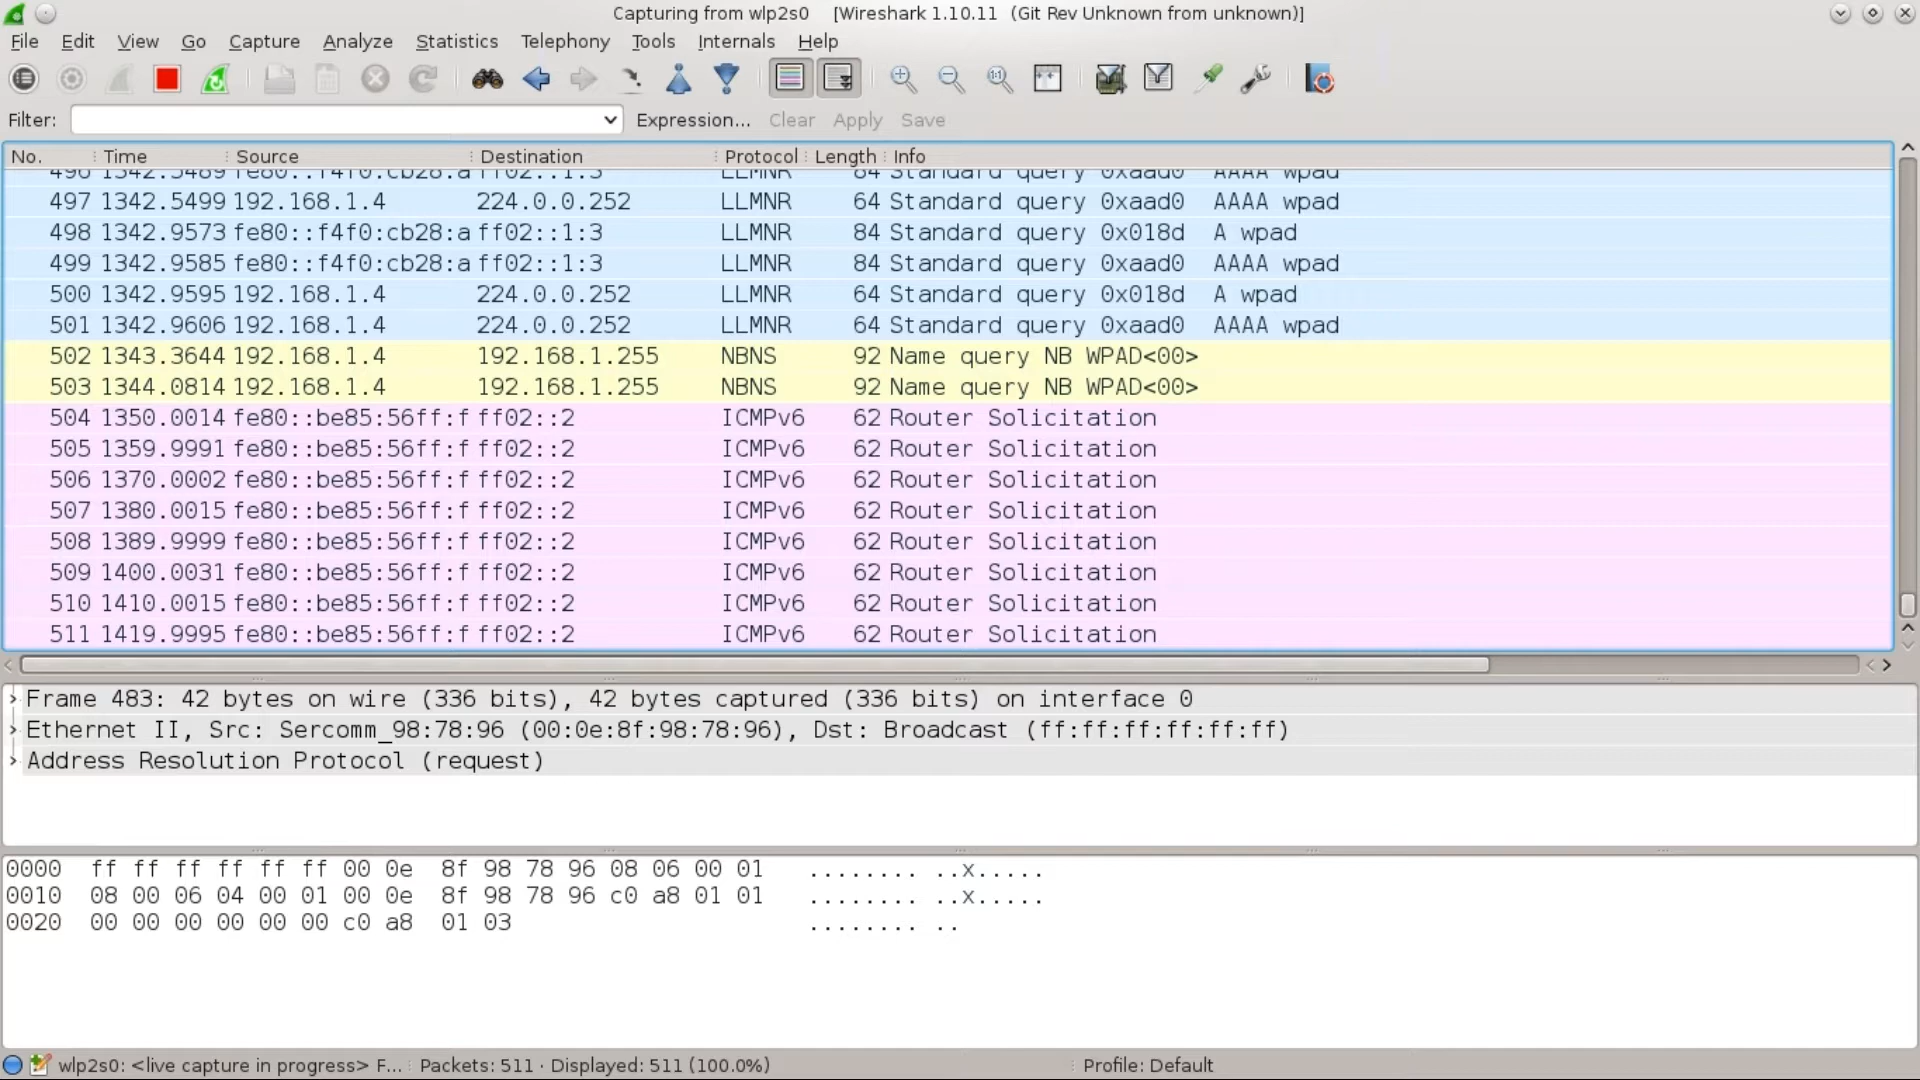 Capturing from wlp2s0 [Wireshark 1.10.11 (Git Rev Unknown from unknown)]
File Edit View Go Capture Analyze Statistics Telephony Tools Internals Help
Filter: Expression... Clear Apply Save
No. Time Source Destination Protocol Length Info
496 1342.5489 fe80::f4f0:cb28:a ff02::1:3 LLMNR 84 Standard query 0xaad0 AAAA wpad
497 1342.5499 192.168.1.4 224.0.0.252 LLMNR 64 Standard query 0xaad0 AAAA wpad
498 1342.9573 fe80::f4f0:cb28:a ff02::1:3 LLMNR 84 Standard query 0x018d A wpad
499 1342.9585 fe80::f4f0:cb28:a ff02::1:3 LLMNR 84 Standard query 0xaad0 AAAA wpad
500 1342.9595 192.168.1.4 224.0.0.252 LLMNR 64 Standard query 0x018d A wpad
501 1342.9606 192.168.1.4 224.0.0.252 LLMNR 64 Standard query 0xaad0 AAAA wpad
502 1343.3644 192.168.1.4 192.168.1.255 NBNS 92 Name query NB WPAD<00>
503 1344.0814 192.168.1.4 192.168.1.255 NBNS 92 Name query NB WPAD<00>
504 1350.0014 fe80::be85:56ff:f ff02::2 ICMPv6 62 Router Solicitation
505 1359.9991 fe80::be85:56ff:f ff02::2 ICMPv6 62 Router Solicitation
506 1370.0002 fe80::be85:56ff:f ff02::2 ICMPv6 62 Router Solicitation
507 1380.0015 fe80::be85:56ff:f ff02::2 ICMPv6 62 Router Solicitation
508 1389.9999 fe80::be85:56ff:f ff02::2 ICMPv6 62 Router Solicitation
509 1400.0031 fe80::be85:56ff:f ff02::2 ICMPv6 62 Router Solicitation
510 1410.0015 fe80::be85:56ff:f ff02::2 ICMPv6 62 Router Solicitation
511 1419.9995 fe80::be85:56ff:f ff02::2 ICMPv6 62 Router Solicitation
Frame 483: 42 bytes on wire (336 bits), 42 bytes captured (336 bits) on interface 0
Ethernet II, Src: Sercomm_98:78:96 (00:0e:8f:98:78:96), Dst: Broadcast (ff:ff:ff:ff:ff:ff)
Address Resolution Protocol (request)
0000 ff ff ff ff ff ff 00 0e 8f 98 78 96 08 06 00 01 ........ ..x.....
0010 08 00 06 04 00 01 00 0e 8f 98 78 96 c0 a8 01 01 ........ ..x.....
0020 00 00 00 00 00 00 c0 a8 01 03 ........ ..
wlp2s0: <live capture in progress> F... Packets: 511 · Displayed: 511 (100.0%) Profile: Default